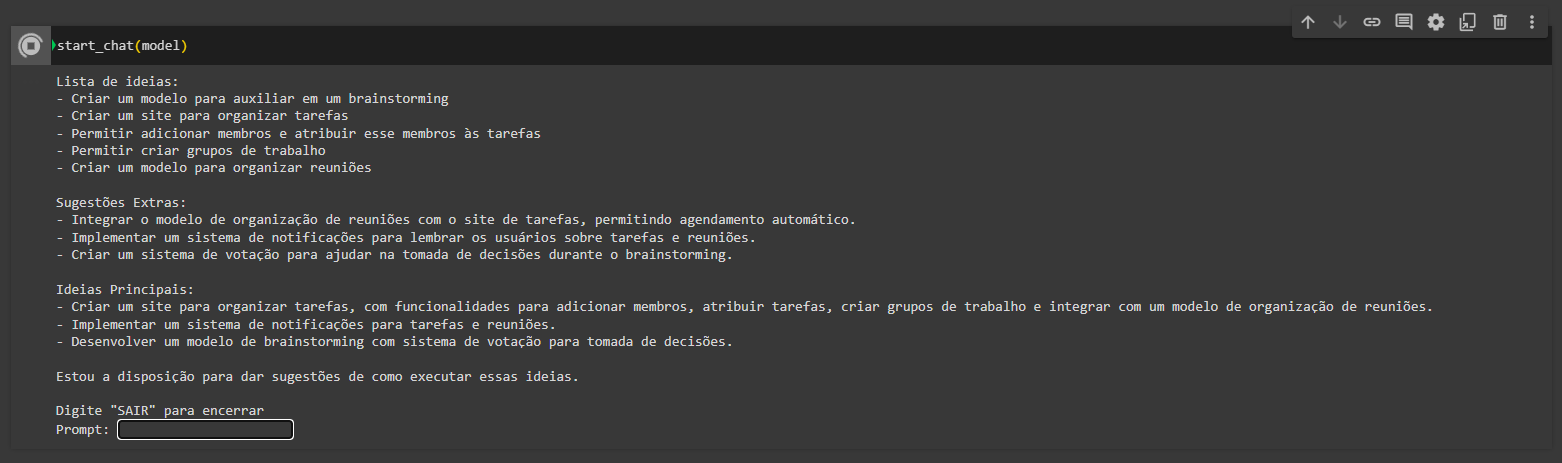 start_chat(model)
Lista de ideias:
- Criar um modelo para auxiliar em um brainstorming
- Criar um site para organizar tarefas
- Permitir adicionar membros e atribuir esse membros às tarefas
- Permitir criar grupos de trabalho
- Criar um modelo para organizar reuniões
Sugestões Extras:
- Integrar o modelo de organização de reuniões com o site de tarefas, permitindo agendamento automático.
- Implementar um sistema de notificações para lembrar os usuários sobre tarefas e reuniões.
- Criar um sistema de votação para ajudar na tomada de decisões durante o brainstorming.
Ideias Principais:
- Criar um site para organizar tarefas, com funcionalidades para adicionar membros, atribuir tarefas, criar grupos de trabalho e integrar com um modelo de organização de reuniões.
- Implementar um sistema de notificações para tarefas e reuniões.
- Desenvolver um modelo de brainstorming com sistema de votação para tomada de decisões.
Estou a disposição para dar sugestões de como executar essas ideias.
Digite "SAIR" para encerrar
Prompt: